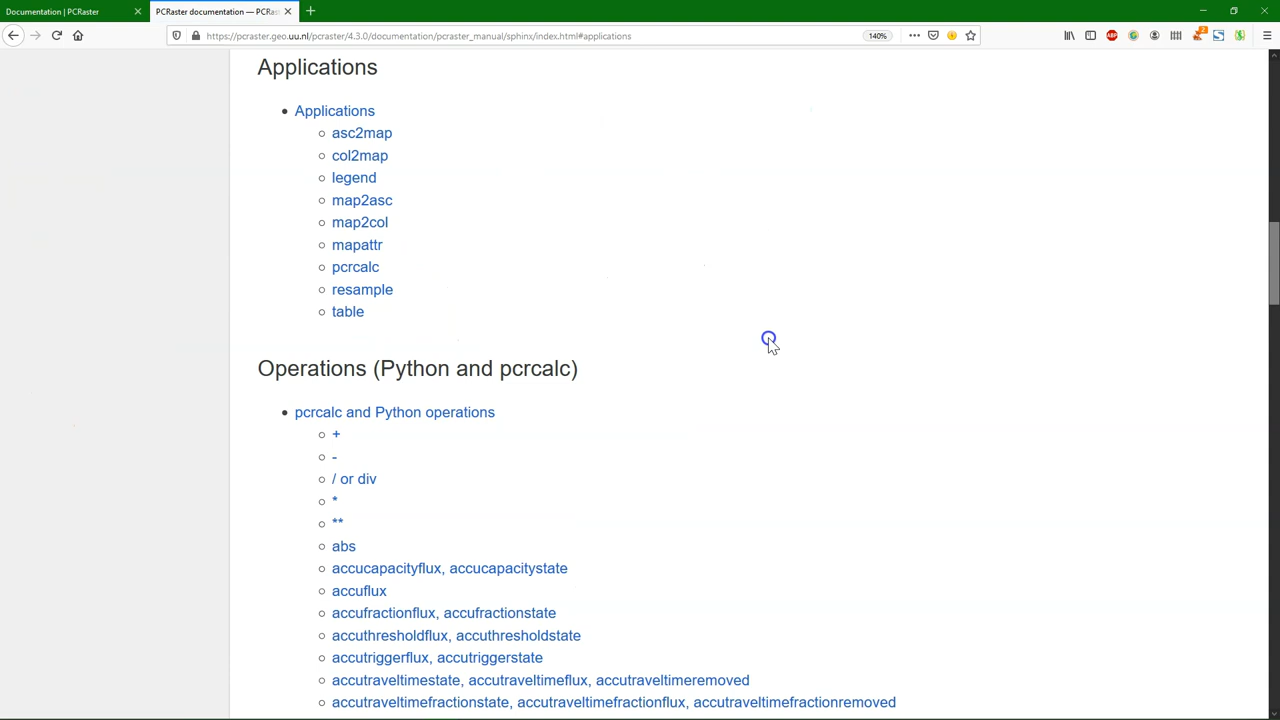 Documentation | PCRaster
PCRaster documentation — PCRas
https://pcraster.geo.uu.nl/pcraster/4.3.0/documentation/pcraster_manual/sphinx/index.html#applications
140%
Applications
Applications
asc2map
col2map
legend
map2asc
map2col
mapattr
pcrcalc
resample
table
Operations (Python and pcrcalc)
pcrcalc and Python operations
+
-
/ or div
*
**
abs
accucapacityflux, accucapacitystate
accuflux
accufractionflux, accufractionstate
accuthresholdflux, accuthresholdstate
accutriggerflux, accutriggerstate
accutraveltimestate, accutraveltimeflux, accutraveltimeremoved
accutraveltimefractionstate, accutraveltimefractionflux, accutraveltimefractionremoved